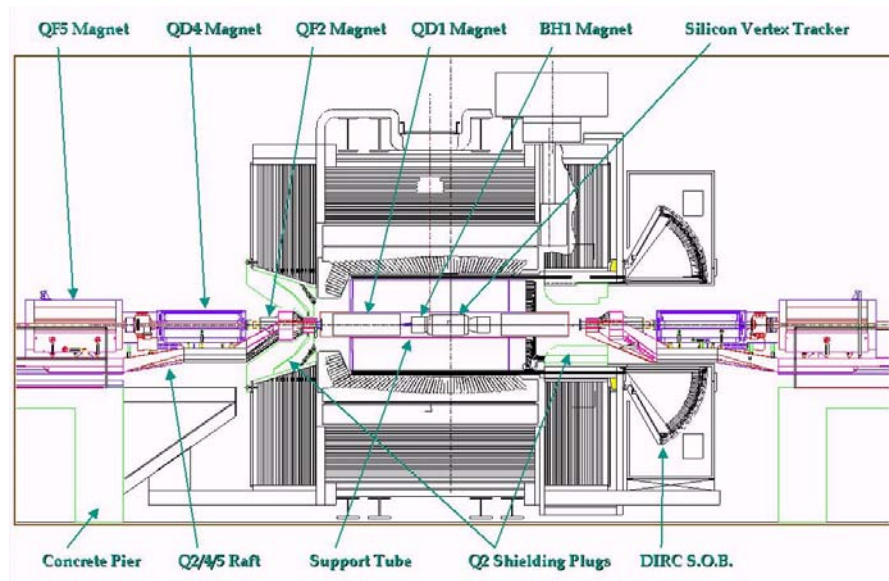 QF5 Magnet
QD4 Magnet
QF2 Magnet
QD1 Magnet
BH1 Magnet
Silicon Vertex Tracker
Concrete Pier
Q2/4/5 Raft
Support Tube
Q2 Shielding Plugs
DIRC S.O.B.